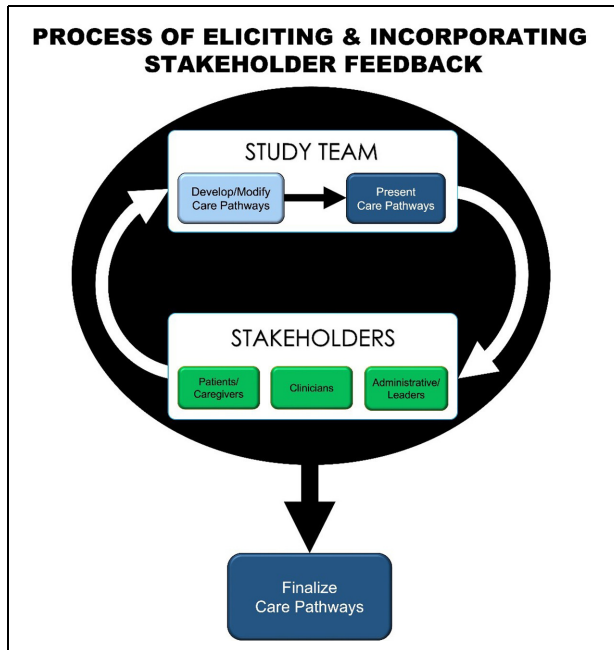 PROCESS OF ELICITING & INCORPORATING
STAKEHOLDER FEEDBACK
STUDY TEAM
Develop/Modify
Care Pathways
Present
Care Pathways
STAKEHOLDERS
Patients/
Caregivers
Clinicians
Administrative/
Leaders
Finalize
Care Pathways